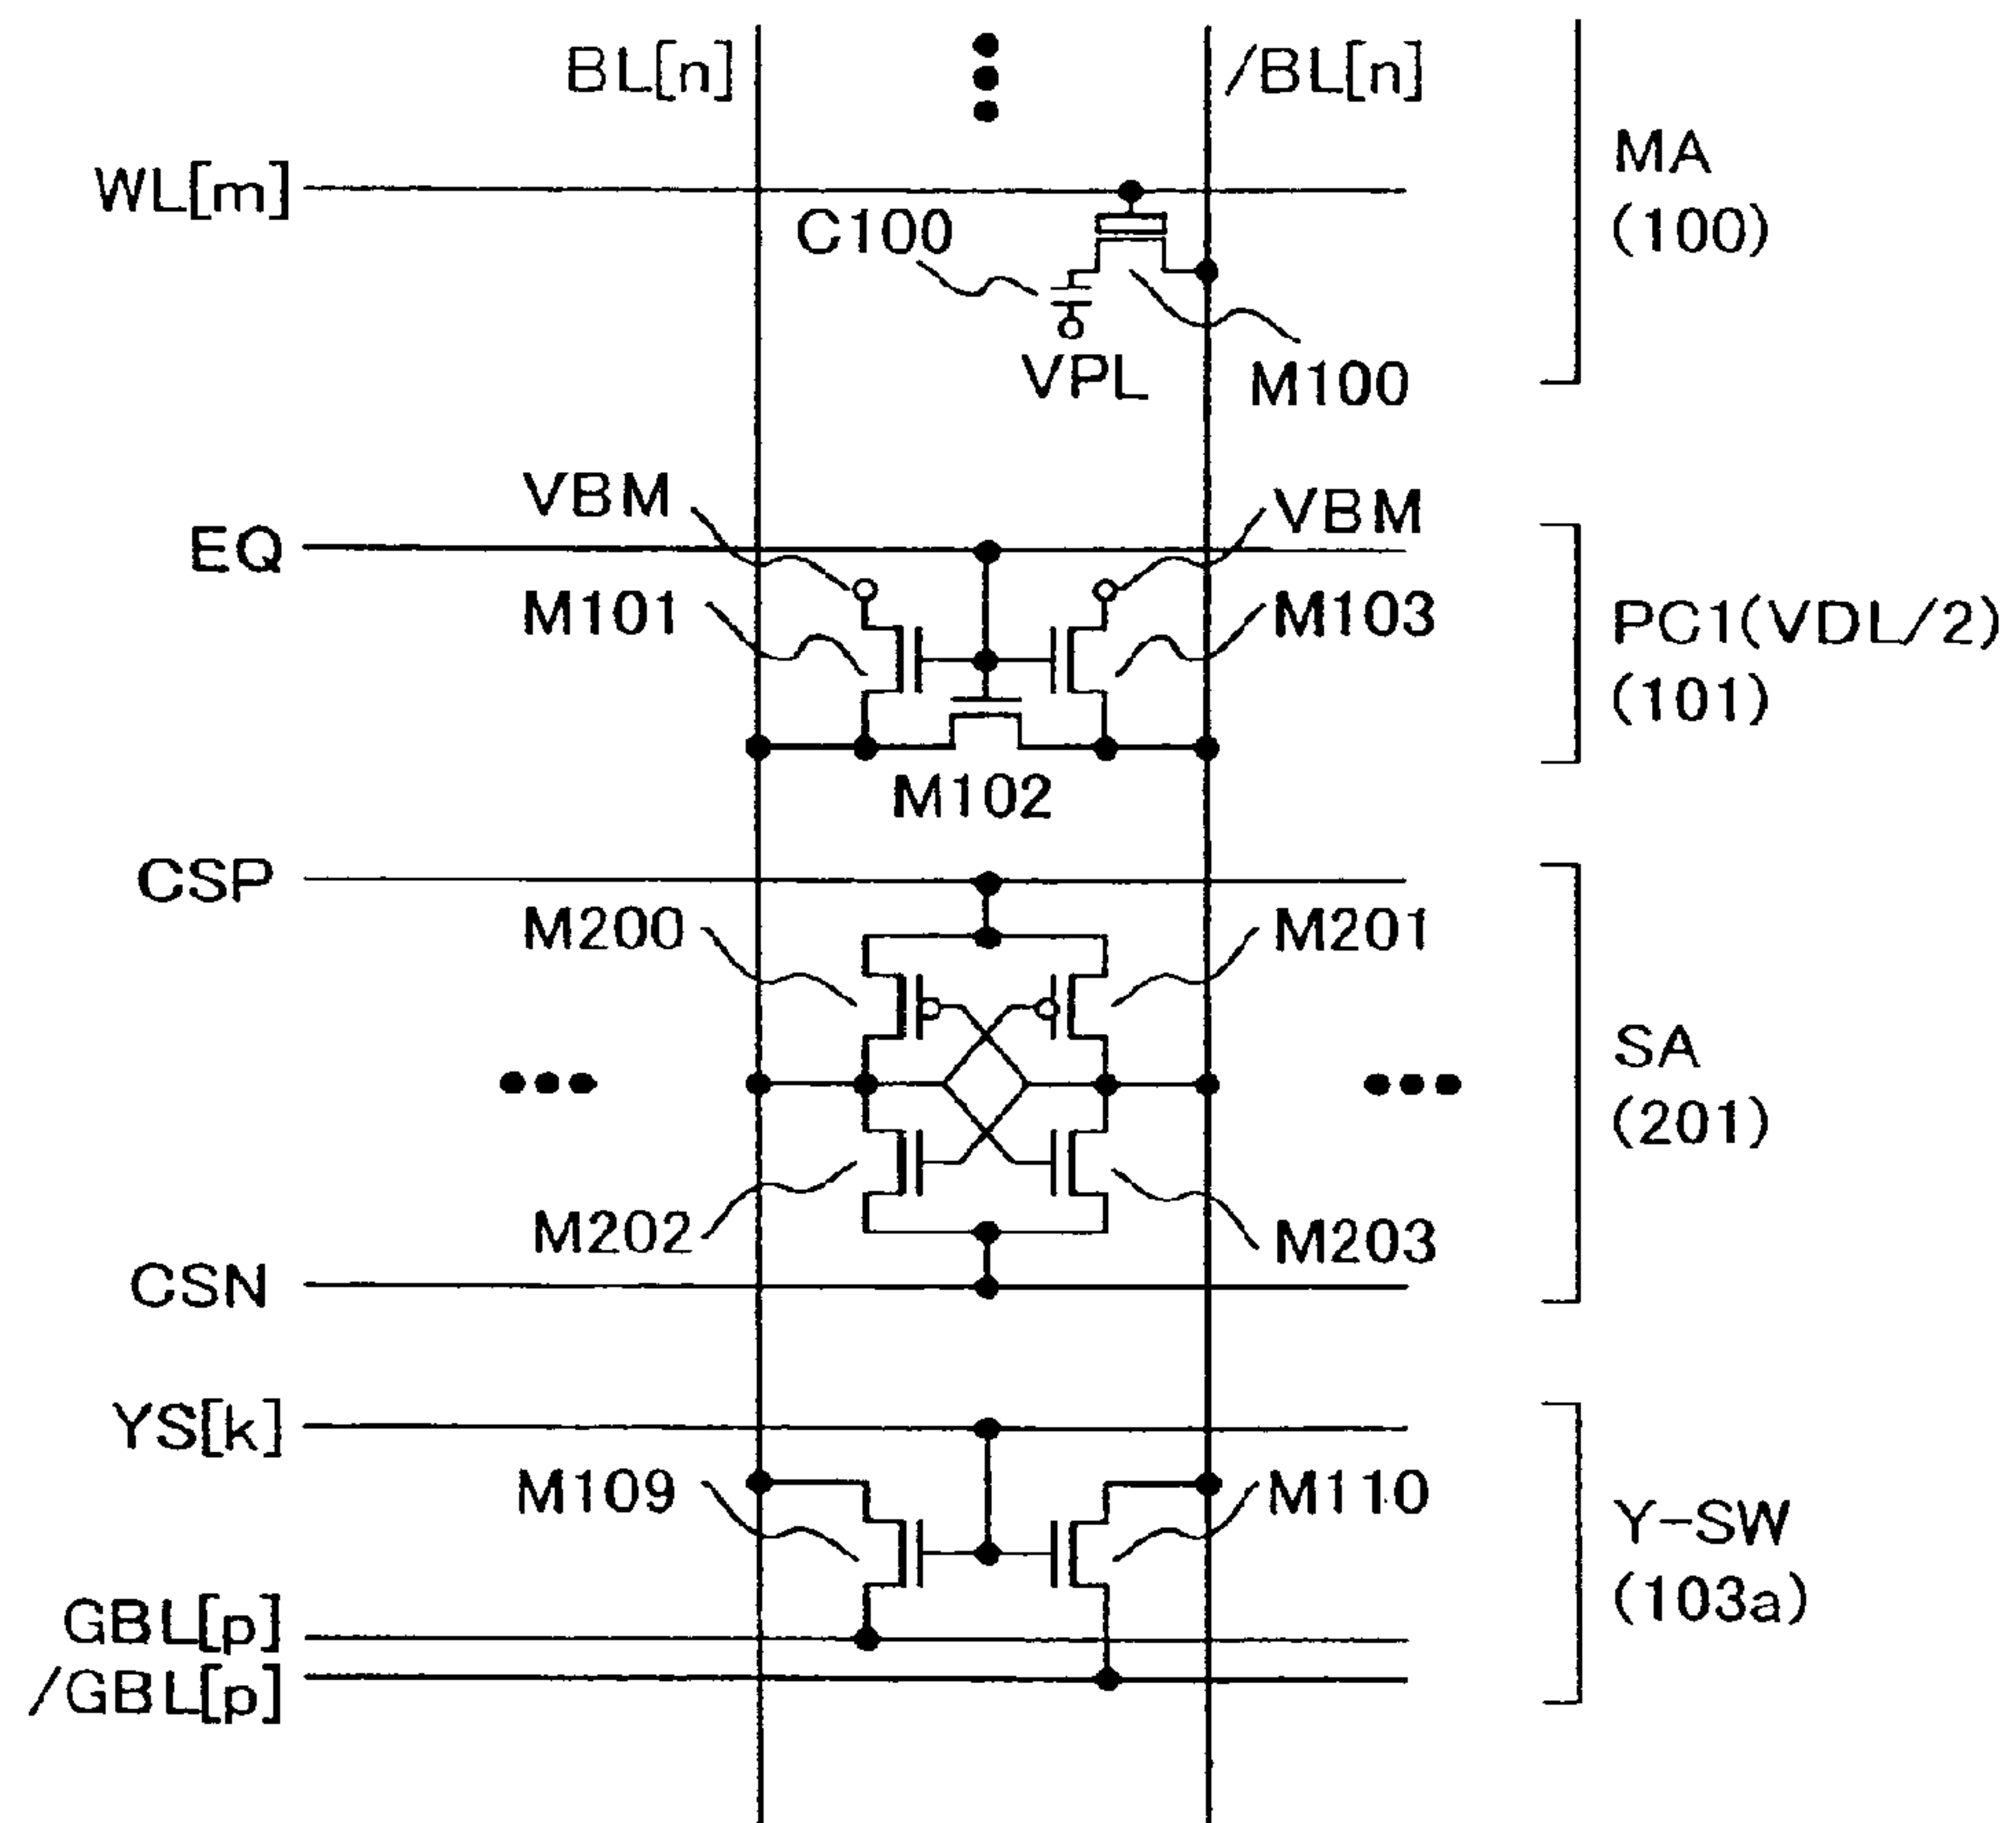 BL[n]
/BL[n]
WL[m]
C100
VPL
M100
MA
(100)
VBM
VBM
EQ
M101
M103
M102
PC1(VDL/2)
(101)
CSP
M200
M201
M202
M203
CSN
SA
(201)
YS[k]
M109
M110
GBL[p]
/GBL[p]
Y-SW
(103a)